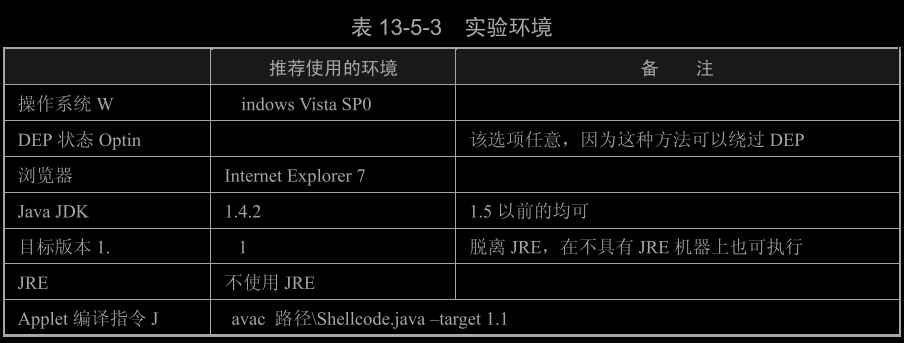 表 13-5-3 实验环境
推荐使用的环境 备 注
操作系统 W indows Vista SP0
DEP 状态 Optin 该选项任意，因为这种方法可以绕过 DEP
浏览器 Internet Explorer 7
Java JDK 1.4.2 1.5 以前的均可
目标版本 1. 1 脱离 JRE，在不具有 JRE 机器上也可执行
JRE 不使用 JRE
Applet 编译指令 J avac 路径\Shellcode.java –target 1.1